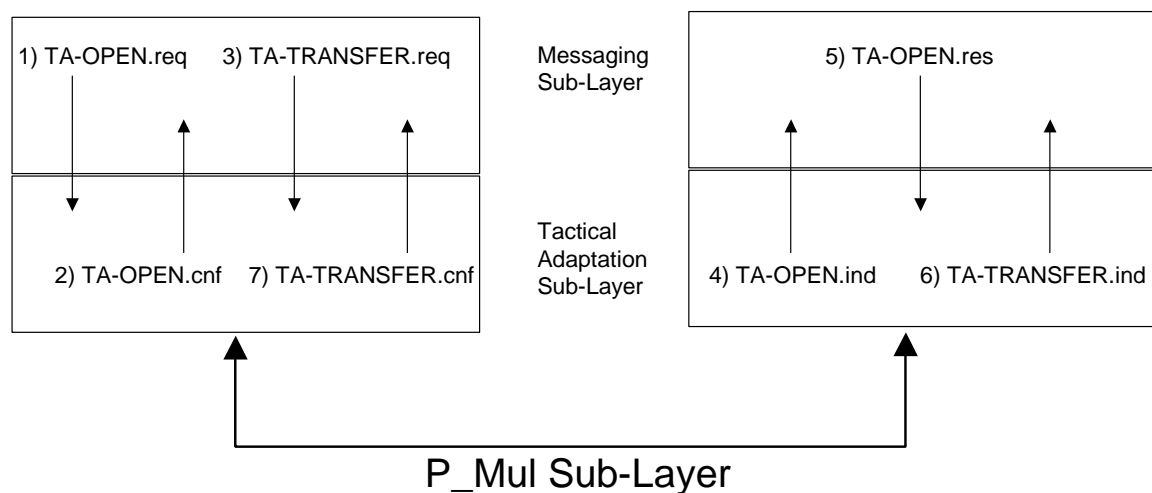 1) TA-OPEN.req 3) TA-TRANSFER.req
2) TA-OPEN.cnf 7) TA-TRANSFER.cnf
Messaging
Sub-Layer
Tactical
Adaptation
Sub-Layer
5) TA-OPEN.res
4) TA-OPEN.ind 6) TA-TRANSFER.ind
P_Mul Sub-Layer